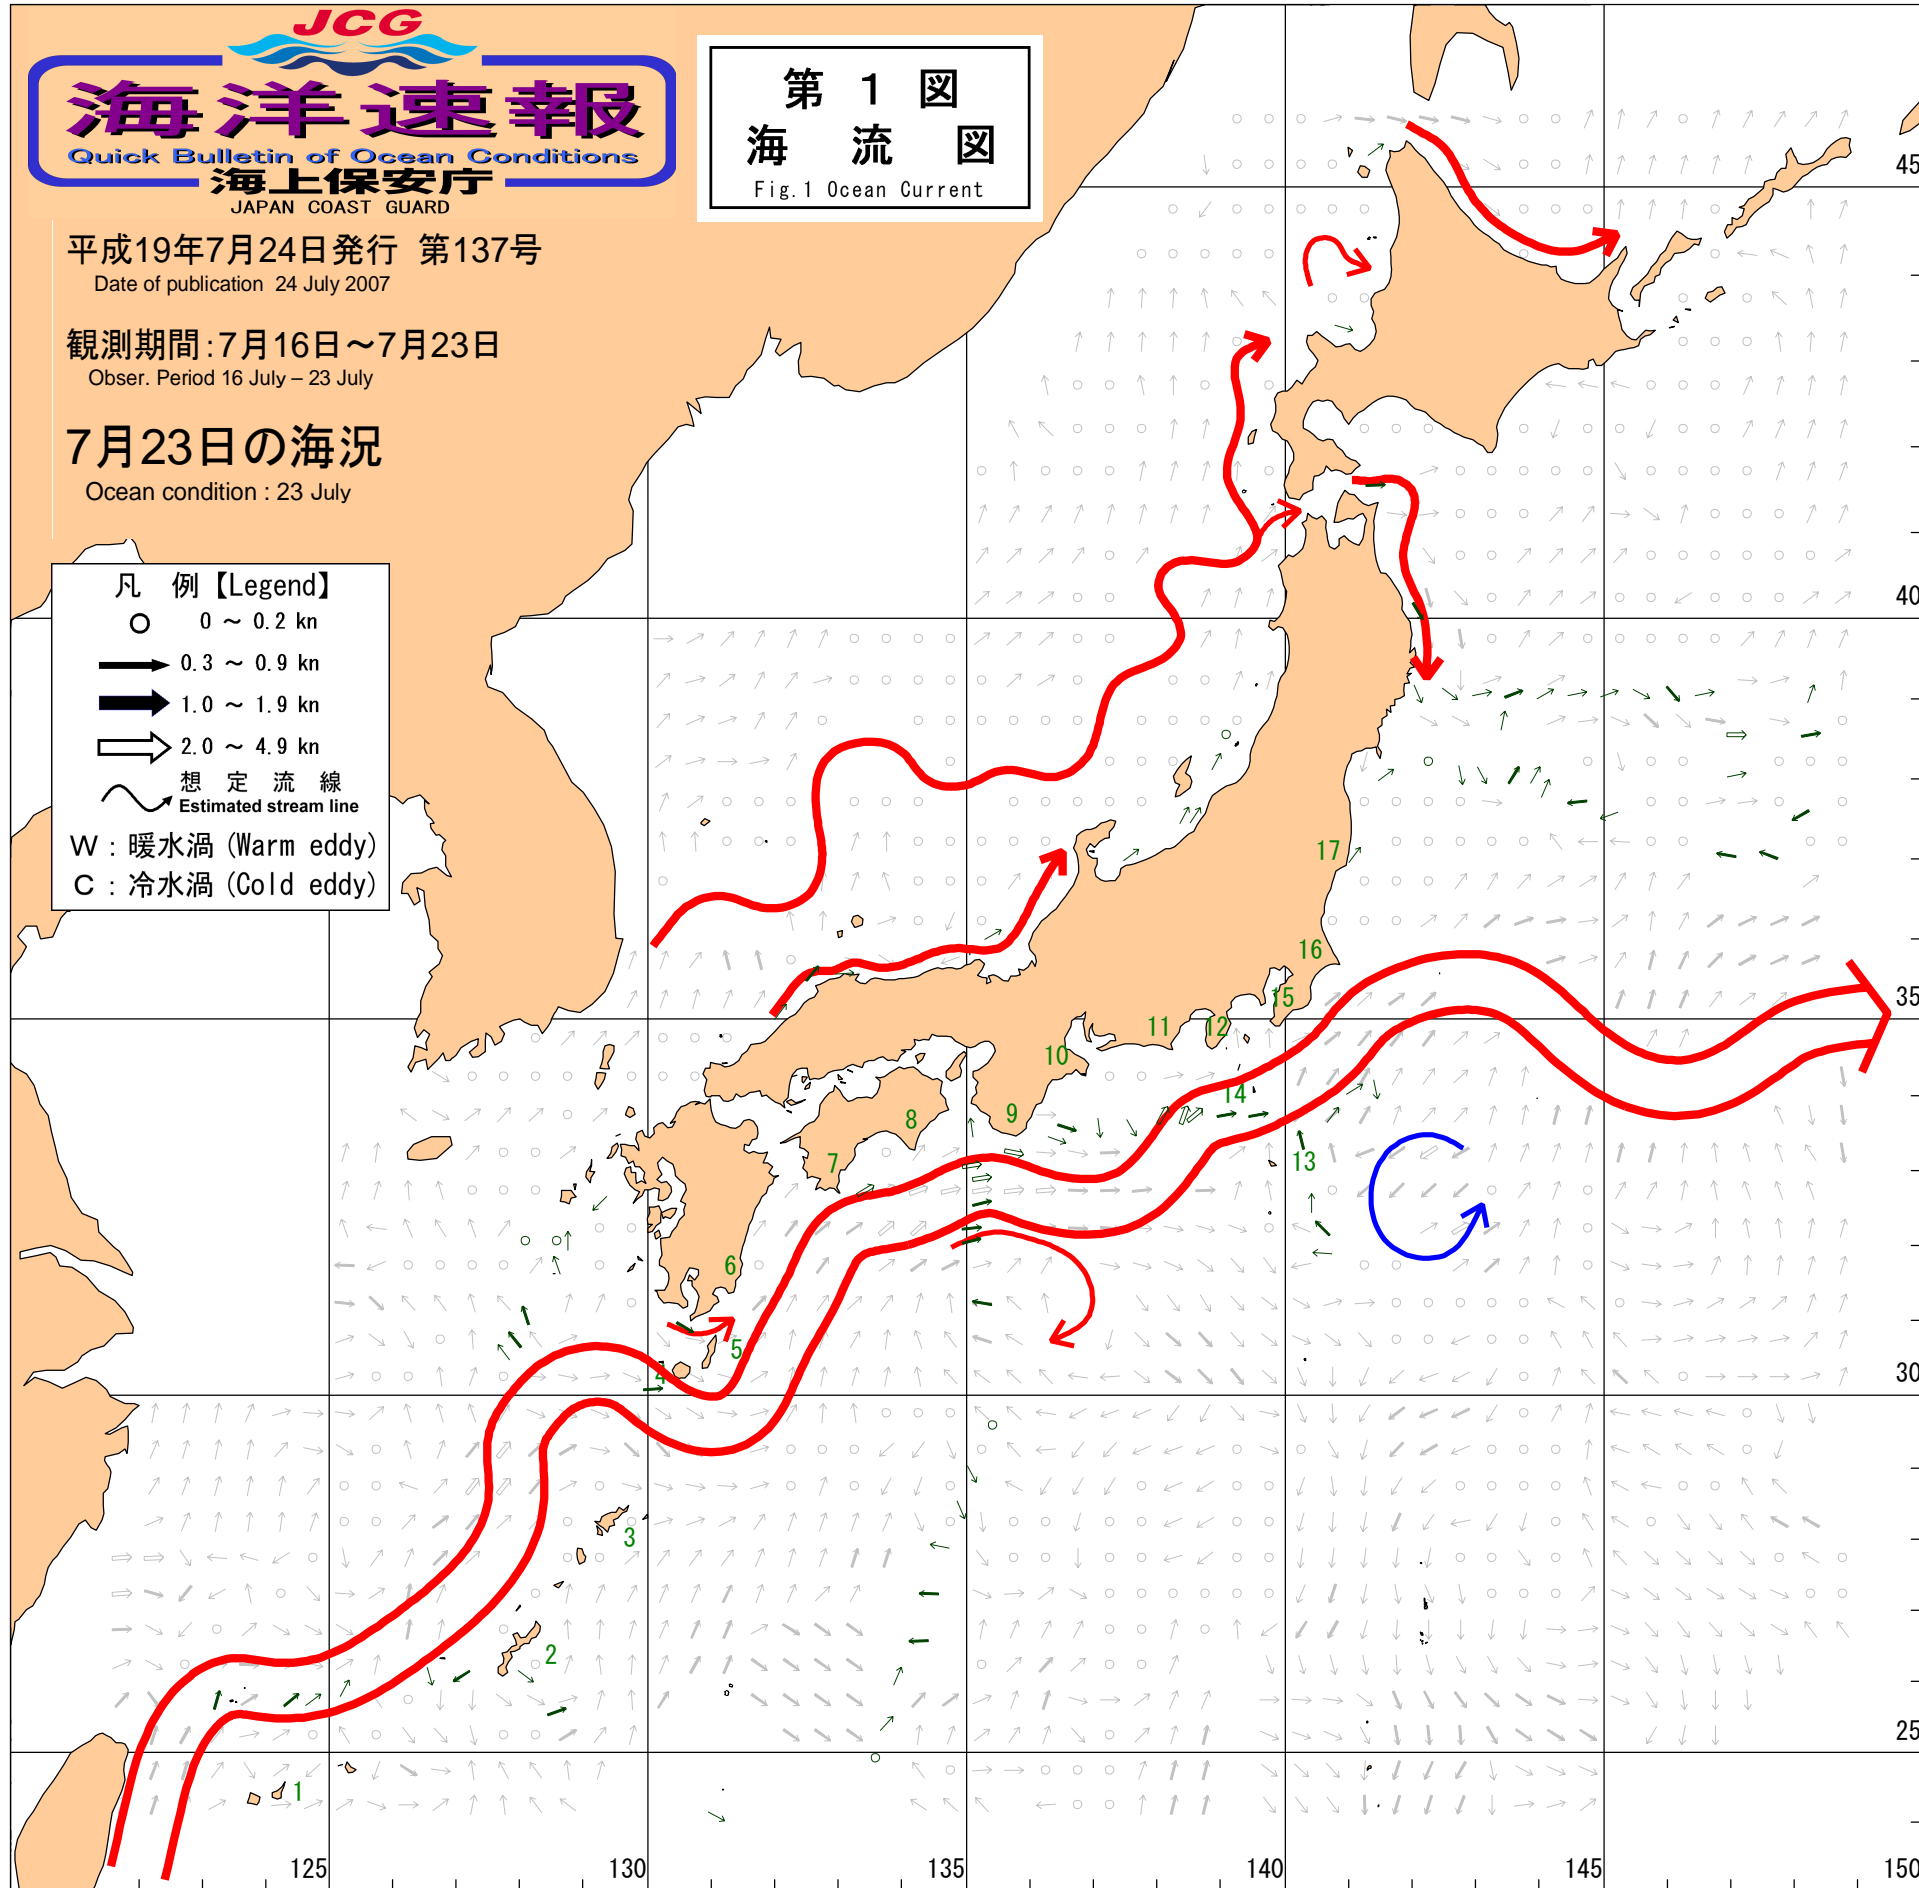 JCG
海洋速報
Quick Bulletin of Ocean Conditions
海上保安庁
JAPAN COAST GUARD
第 1 図
海 流 図
Fig.1 Ocean Current
平成19年7月24日発行 第137号
Date of publication 24 July 2007
観測期間:7月16日～7月23日
Obser. Period 16 July – 23 July
7月23日の海況
Ocean condition : 23 July
凡 例【Legend】
0 ～ 0.2 kn
0.3 ～ 0.9 kn
1.0 ～ 1.9 kn
2.0 ～ 4.9 kn
想 定 流 線
Estimated stream line
W : 暖水渦 (Warm eddy)
C : 冷水渦 (Cold eddy)
45
40
17
16
35
15
12
11
10
14
9
8
13
7
6
5
4
30
3
2
25
1
125
130
135
140
145
150